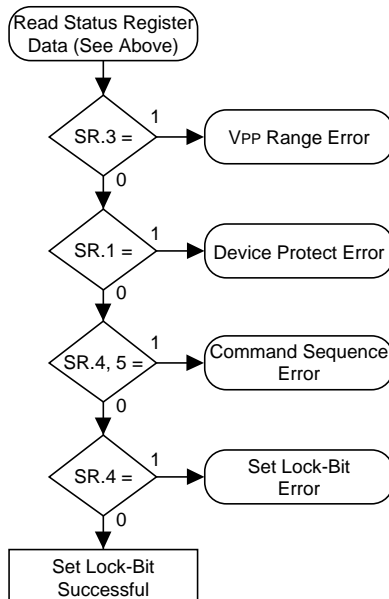 Read Status Register
Data (See Above)
SR.3 =
1
VPP Range Error
0
SR.1 =
1
Device Protect Error
0
SR.4, 5 =
1
Command Sequence
Error
0
SR.4 =
1
Set Lock-Bit
Error
0
Set Lock-Bit
Successful